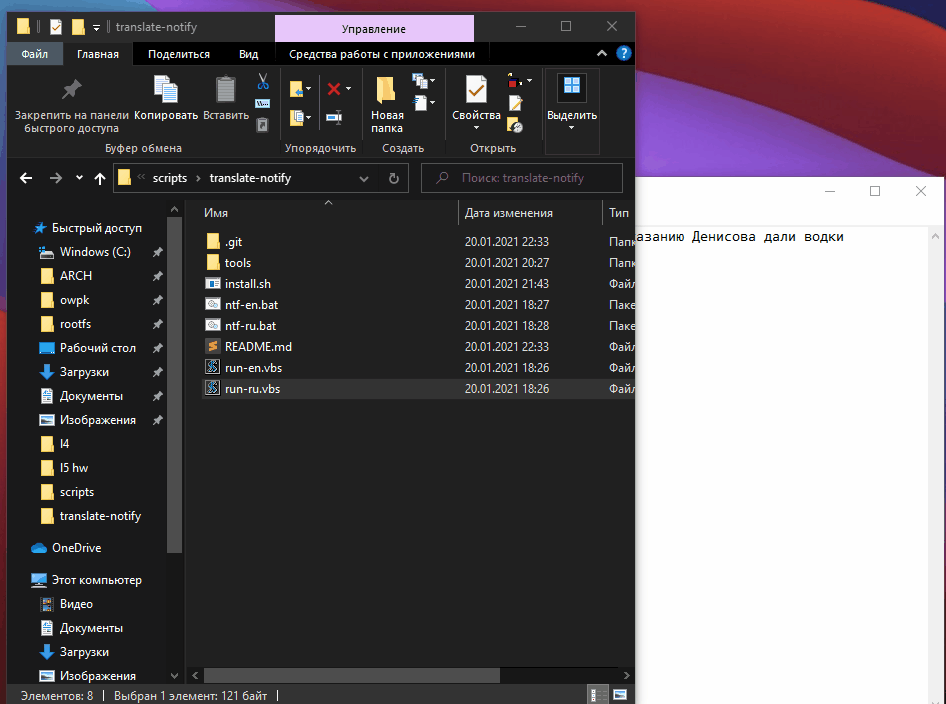 translate-notify
Управление
Файл
Главная
Поделиться
Вид
Средства работы с приложениями
Закрепить на панели быстрого доступа
Копировать
Вставить
Буфер обмена
Упорядочить
Новая папка
Создать
Свойства
Открыть
Выделить
scripts › translate-notify
Поиск: translate-notify
Быстрый доступ
Windows (C:)
ARCH
owpk
rootfs
Рабочий стол
Загрузки
Документы
Изображения
l4
l5 hw
scripts
translate-notify
OneDrive
Этот компьютер
Видео
Документы
Загрузки
Изображения
Имя Дата изменения Тип
.git 20.01.2021 22:33 Папк
tools 20.01.2021 20:27 Папк
install.sh 20.01.2021 21:43 Файл
ntf-en.bat 20.01.2021 18:27 Паке
ntf-ru.bat 20.01.2021 18:28 Паке
README.md 20.01.2021 22:33 Файл
run-en.vbs 20.01.2021 18:26 Файл
run-ru.vbs 20.01.2021 18:26 Файл
азанию Денисова дали водки
Элементов: 8 Выбран 1 элемент: 121 байт